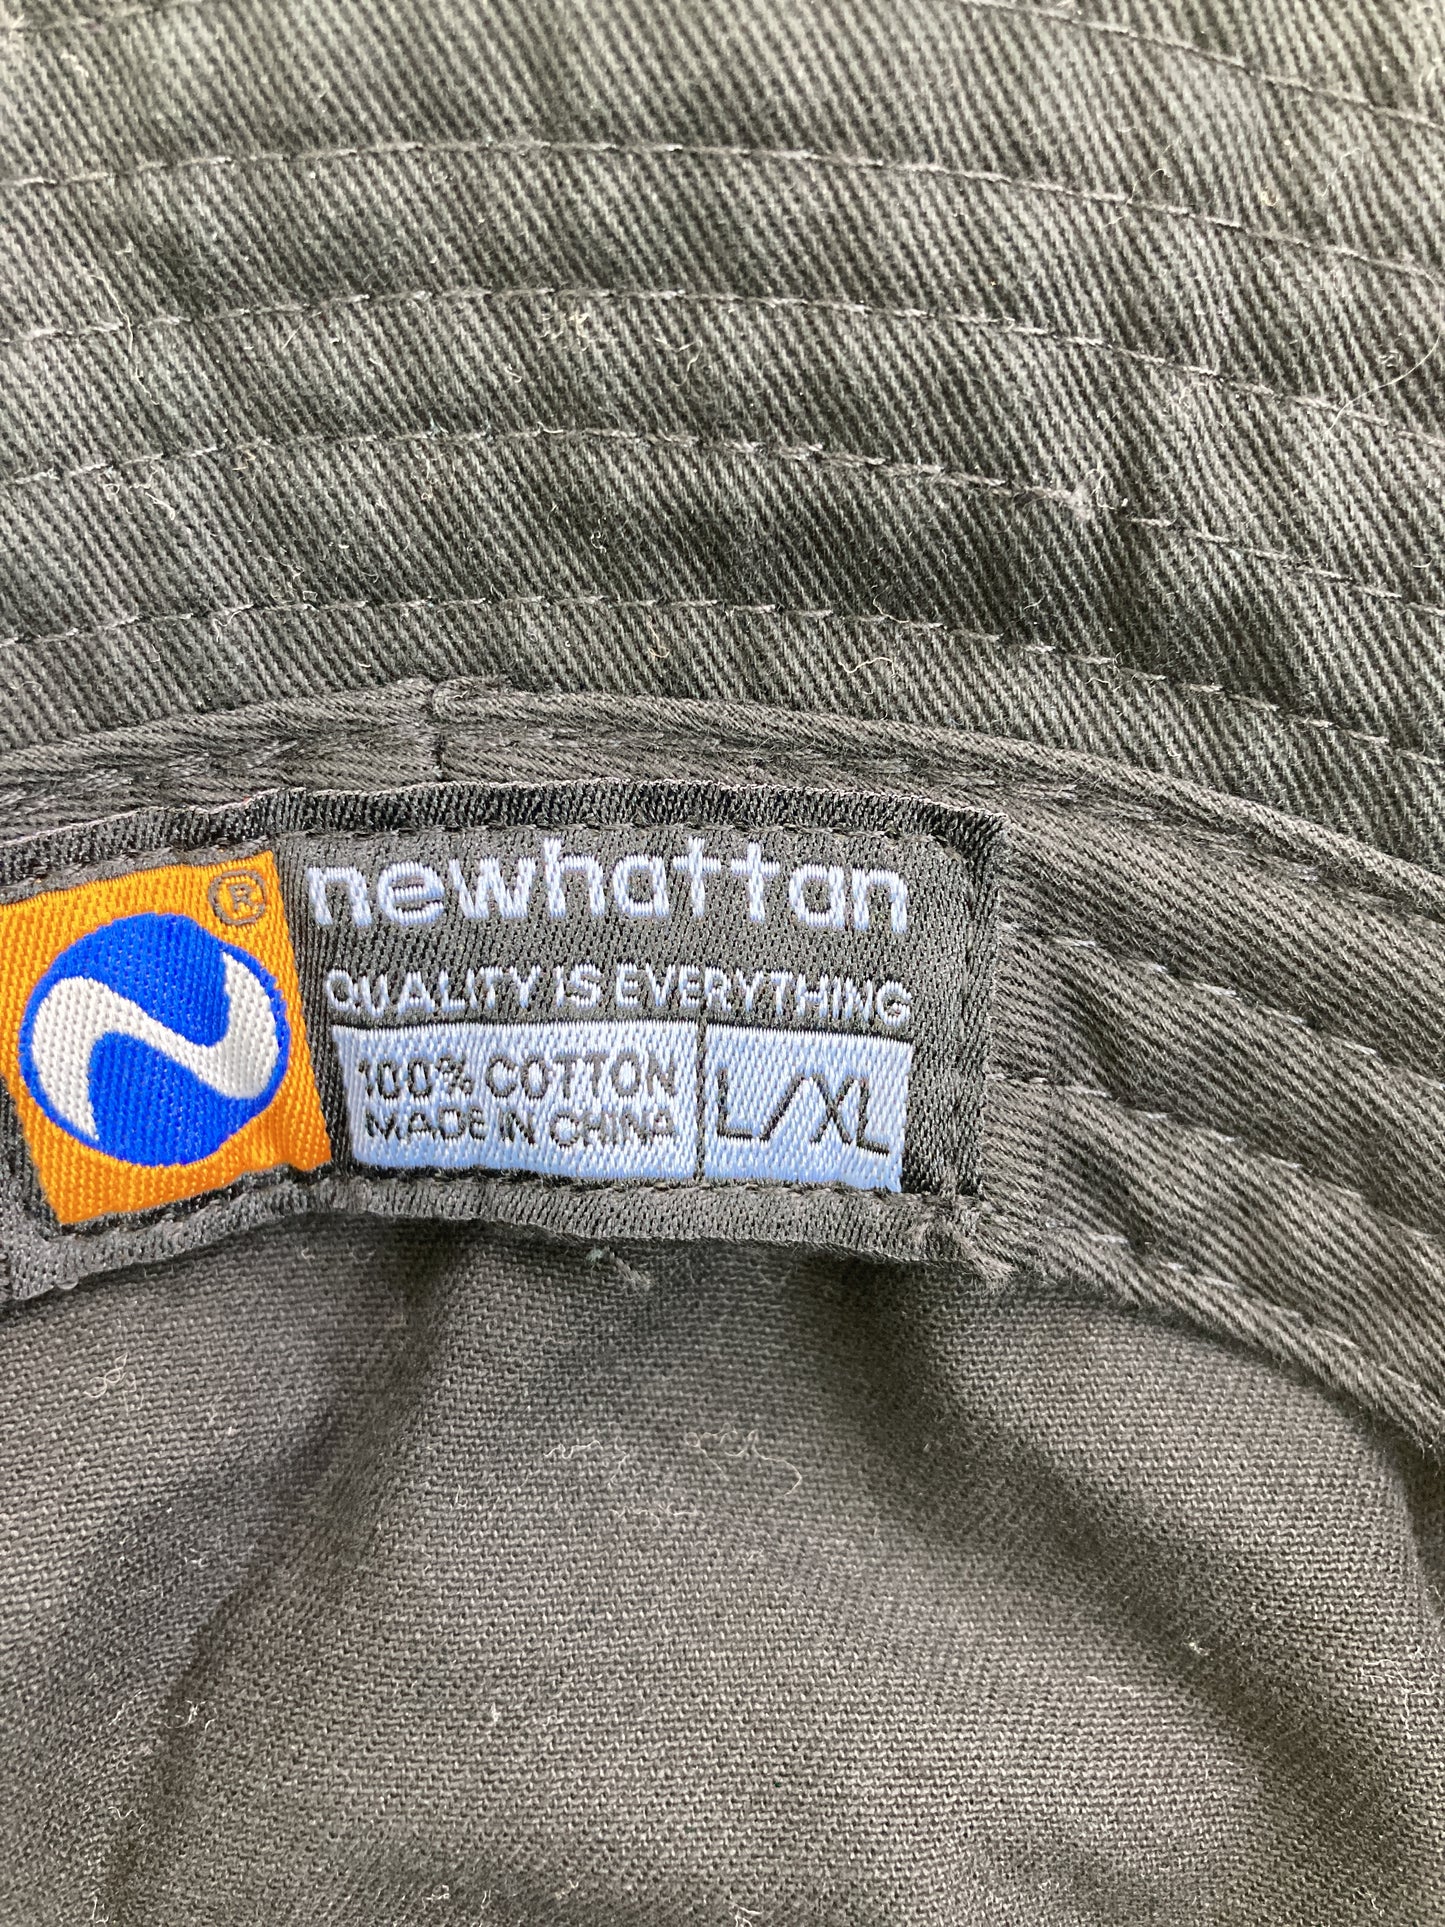 newhattan
QUALITY IS EVERYTHING
100% COTTON
MADE IN CHINA
L/XL
®